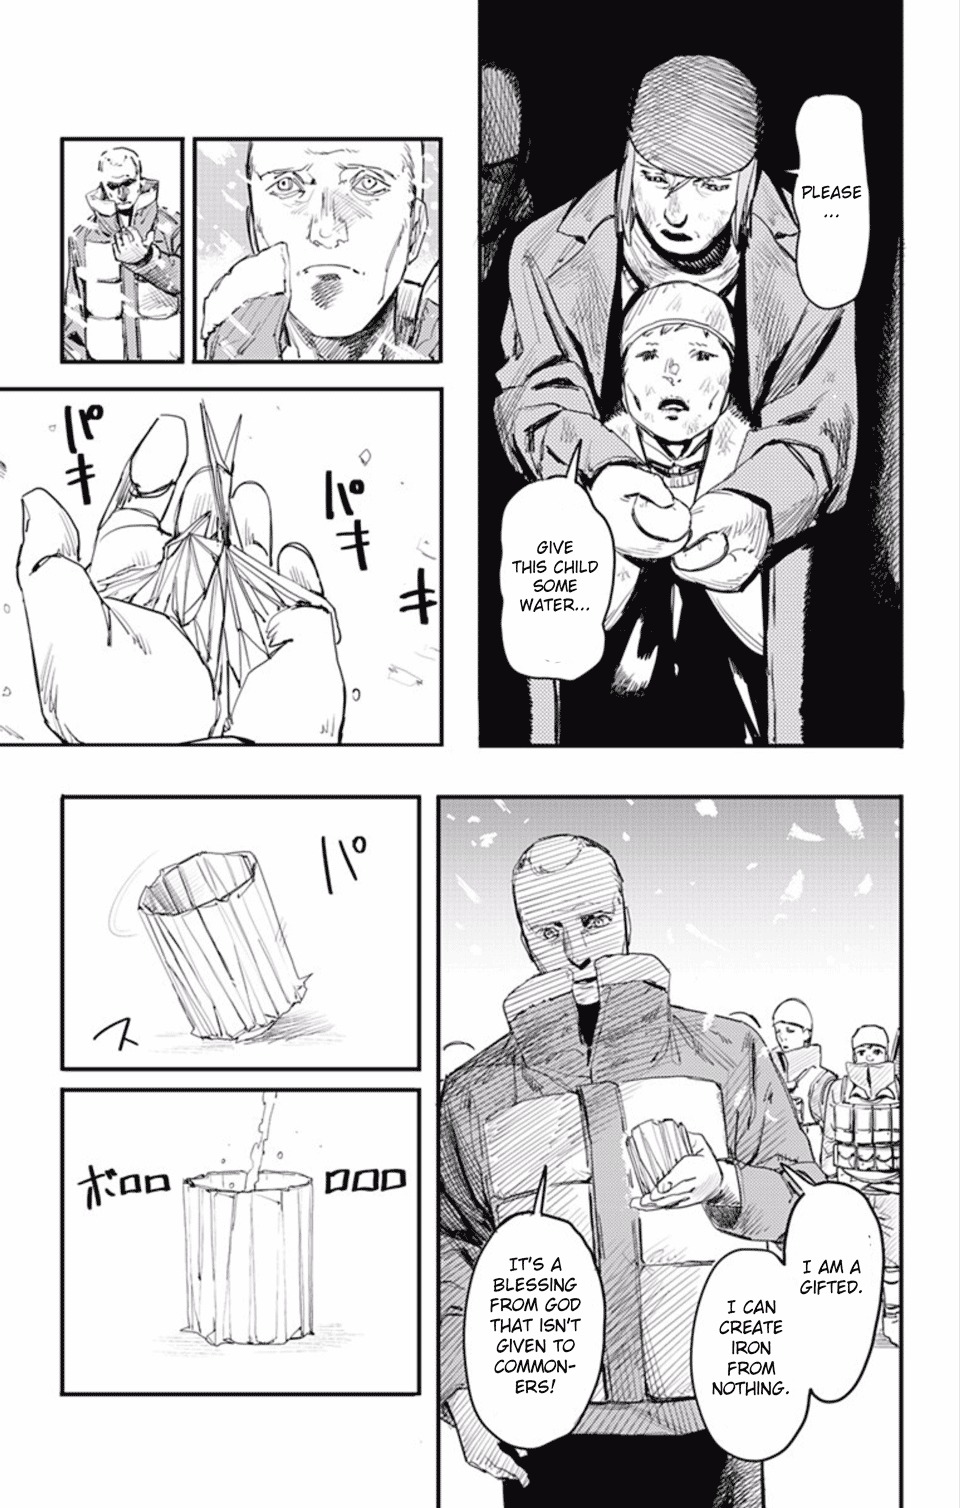 PLEASE
...
GIVE
THIS CHILD
SOME
WATER...
パキ
パキ
パキ
I AM A
GIFTED.
I CAN
CREATE
IRON
FROM
NOTHING.
IT'S A
BLESSING
FROM GOD
THAT ISN'T
GIVEN TO
COMMON-
ERS!
パ
ス
ボロロ
ロロロ